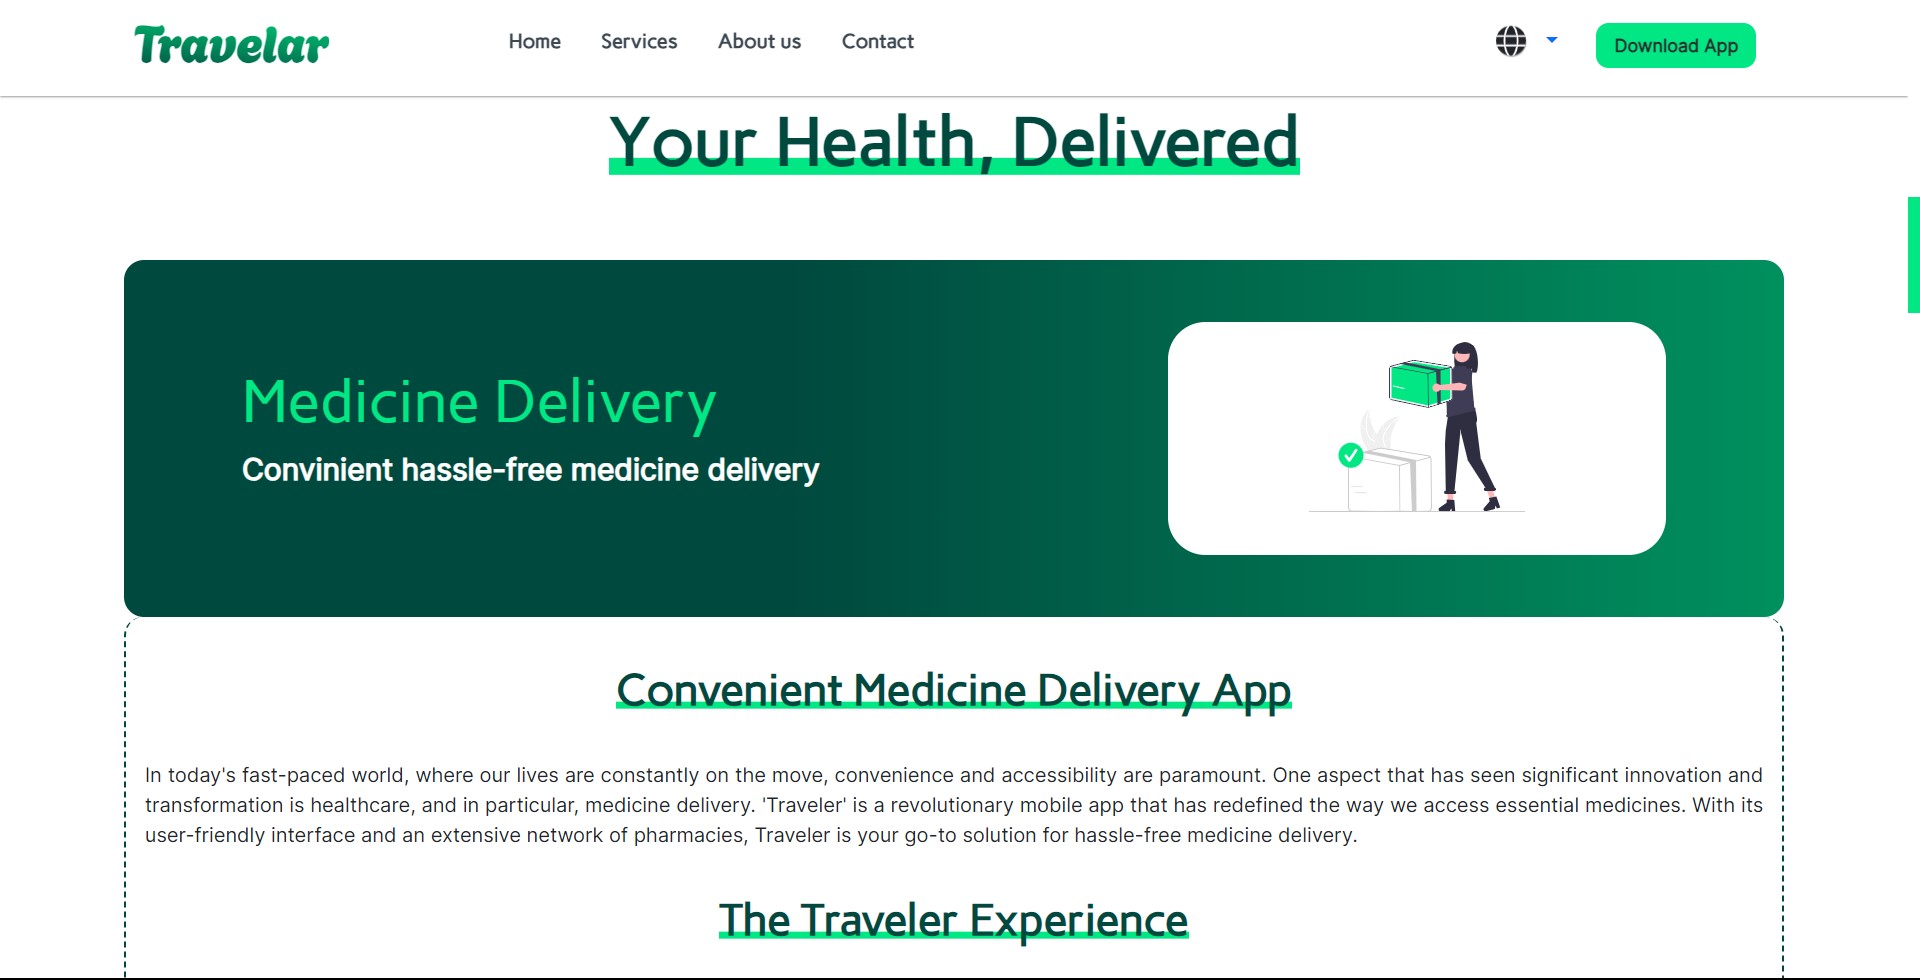 Travelar
Home
Services
About us
Contact
Download App
Your Health, Delivered
Medicine Delivery
Convinient hassle-free medicine delivery
Convenient Medicine Delivery App
In today's fast-paced world, where our lives are constantly on the move, convenience and accessibility are paramount. One aspect that has seen significant innovation and
transformation is healthcare, and in particular, medicine delivery. 'Traveler' is a revolutionary mobile app that has redefined the way we access essential medicines. With its
user-friendly interface and an extensive network of pharmacies, Traveler is your go-to solution for hassle-free medicine delivery.
The Traveler Experience